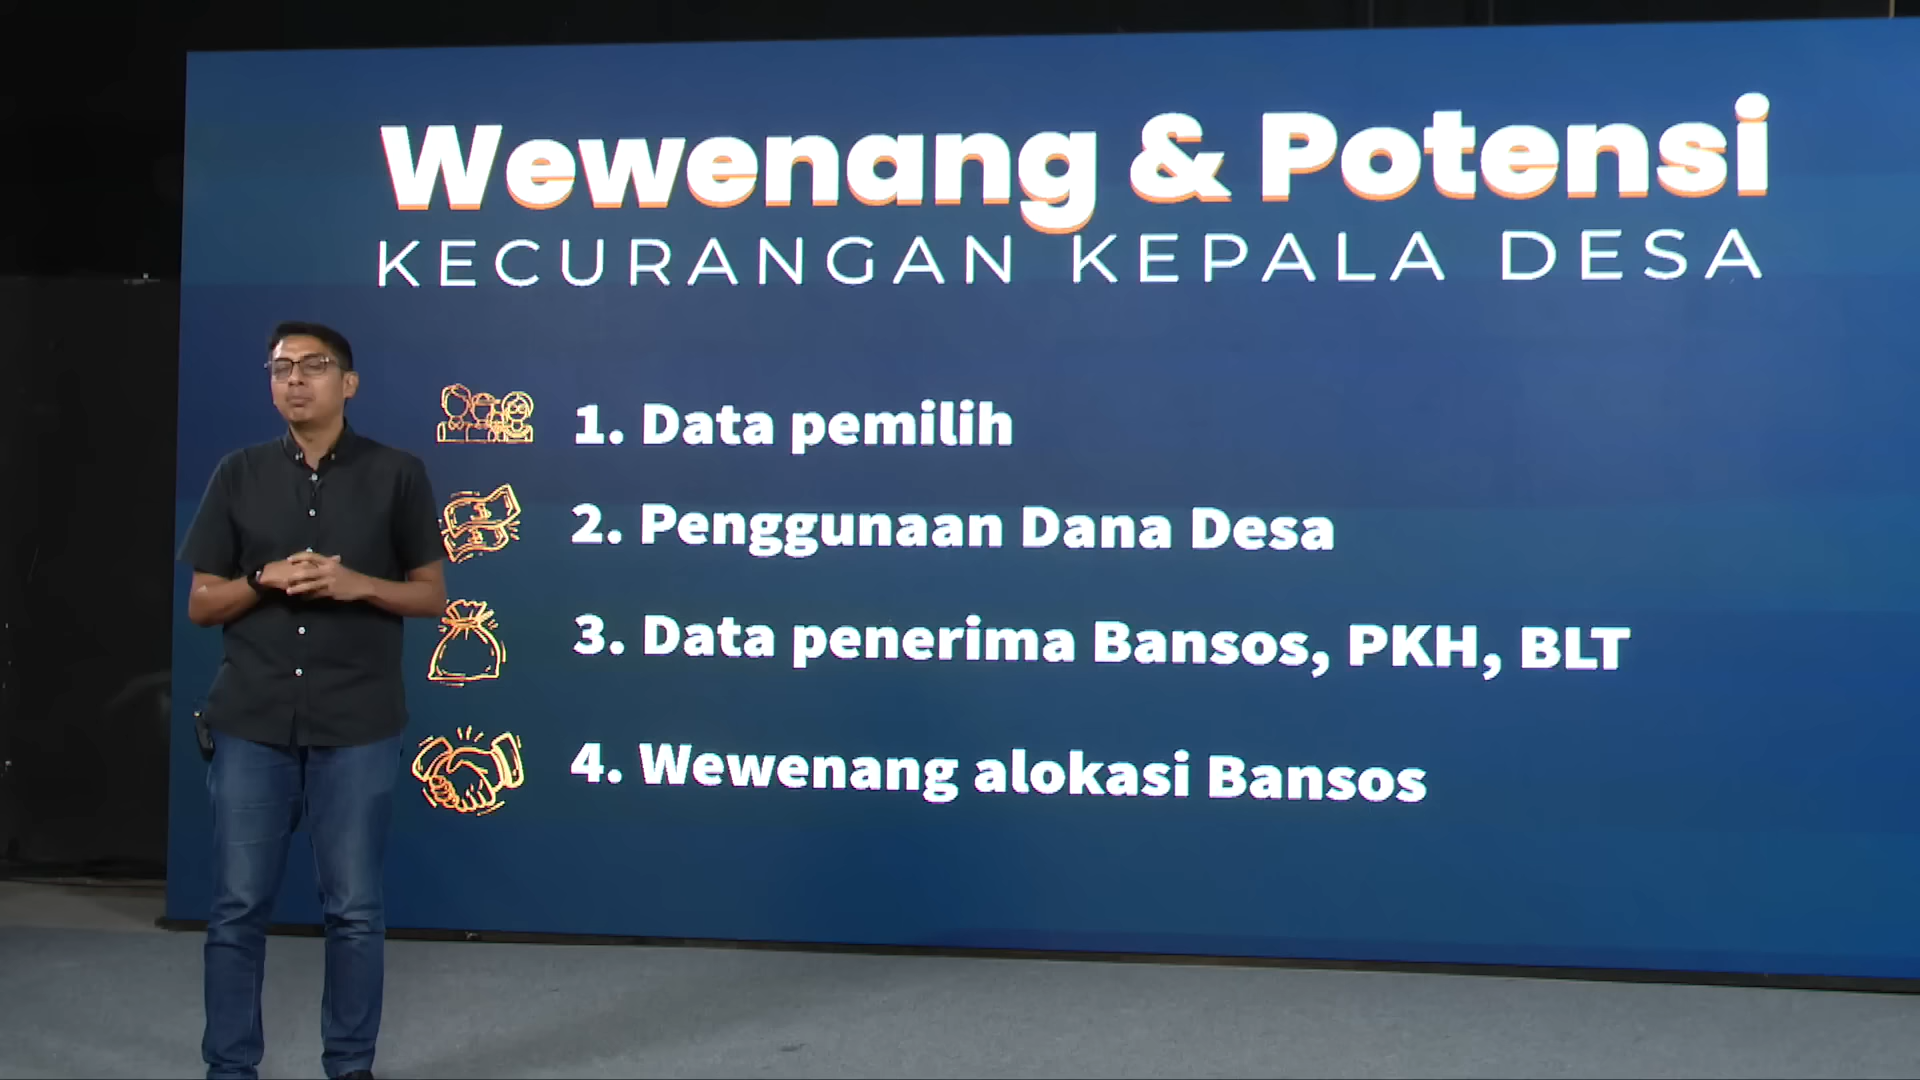 Wewenang & Potensi
KECURANGAN KEPALA DESA
1. Data pemilih
2. Penggunaan Dana Desa
3. Data penerima Bansos, PKH, BLT
4. Wewenang alokasi Bansos